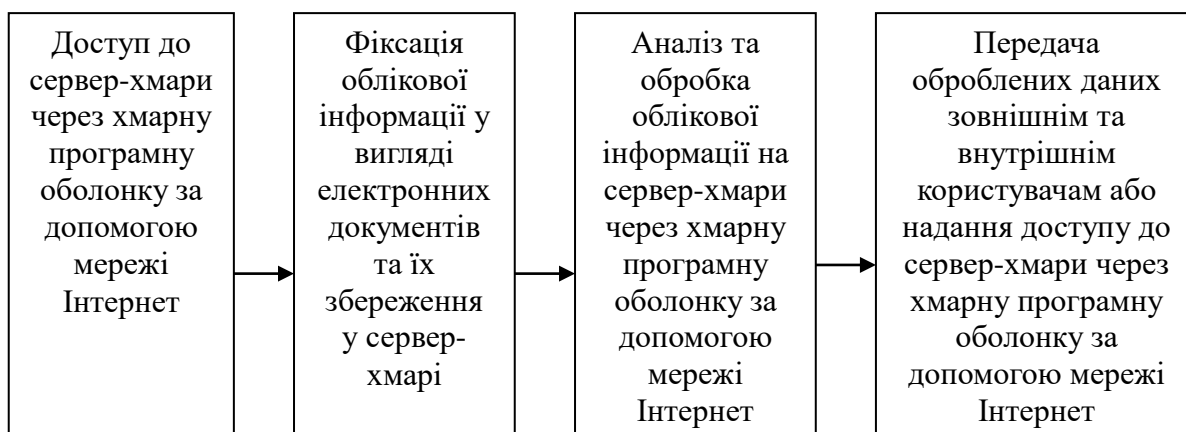 Доступ до
сервер-хмари
через хмарну
програмну
оболонку за
допомогою
мережі
Інтернет
Фіксація
облікової
інформації у
вигляді
електронних
документів
та їх
збереження
у сервер-
хмарі
Аналіз та
обробка
облікової
інформації на
сервер-хмари
через хмарну
програмну
оболонку за
допомогою
мережі
Інтернет
Передача
оброблених даних
зовнішнім та
внутрішнім
користувачам або
надання доступу до
сервер-хмари через
хмарну програмну
оболонку за
допомогою мережі
Інтернет